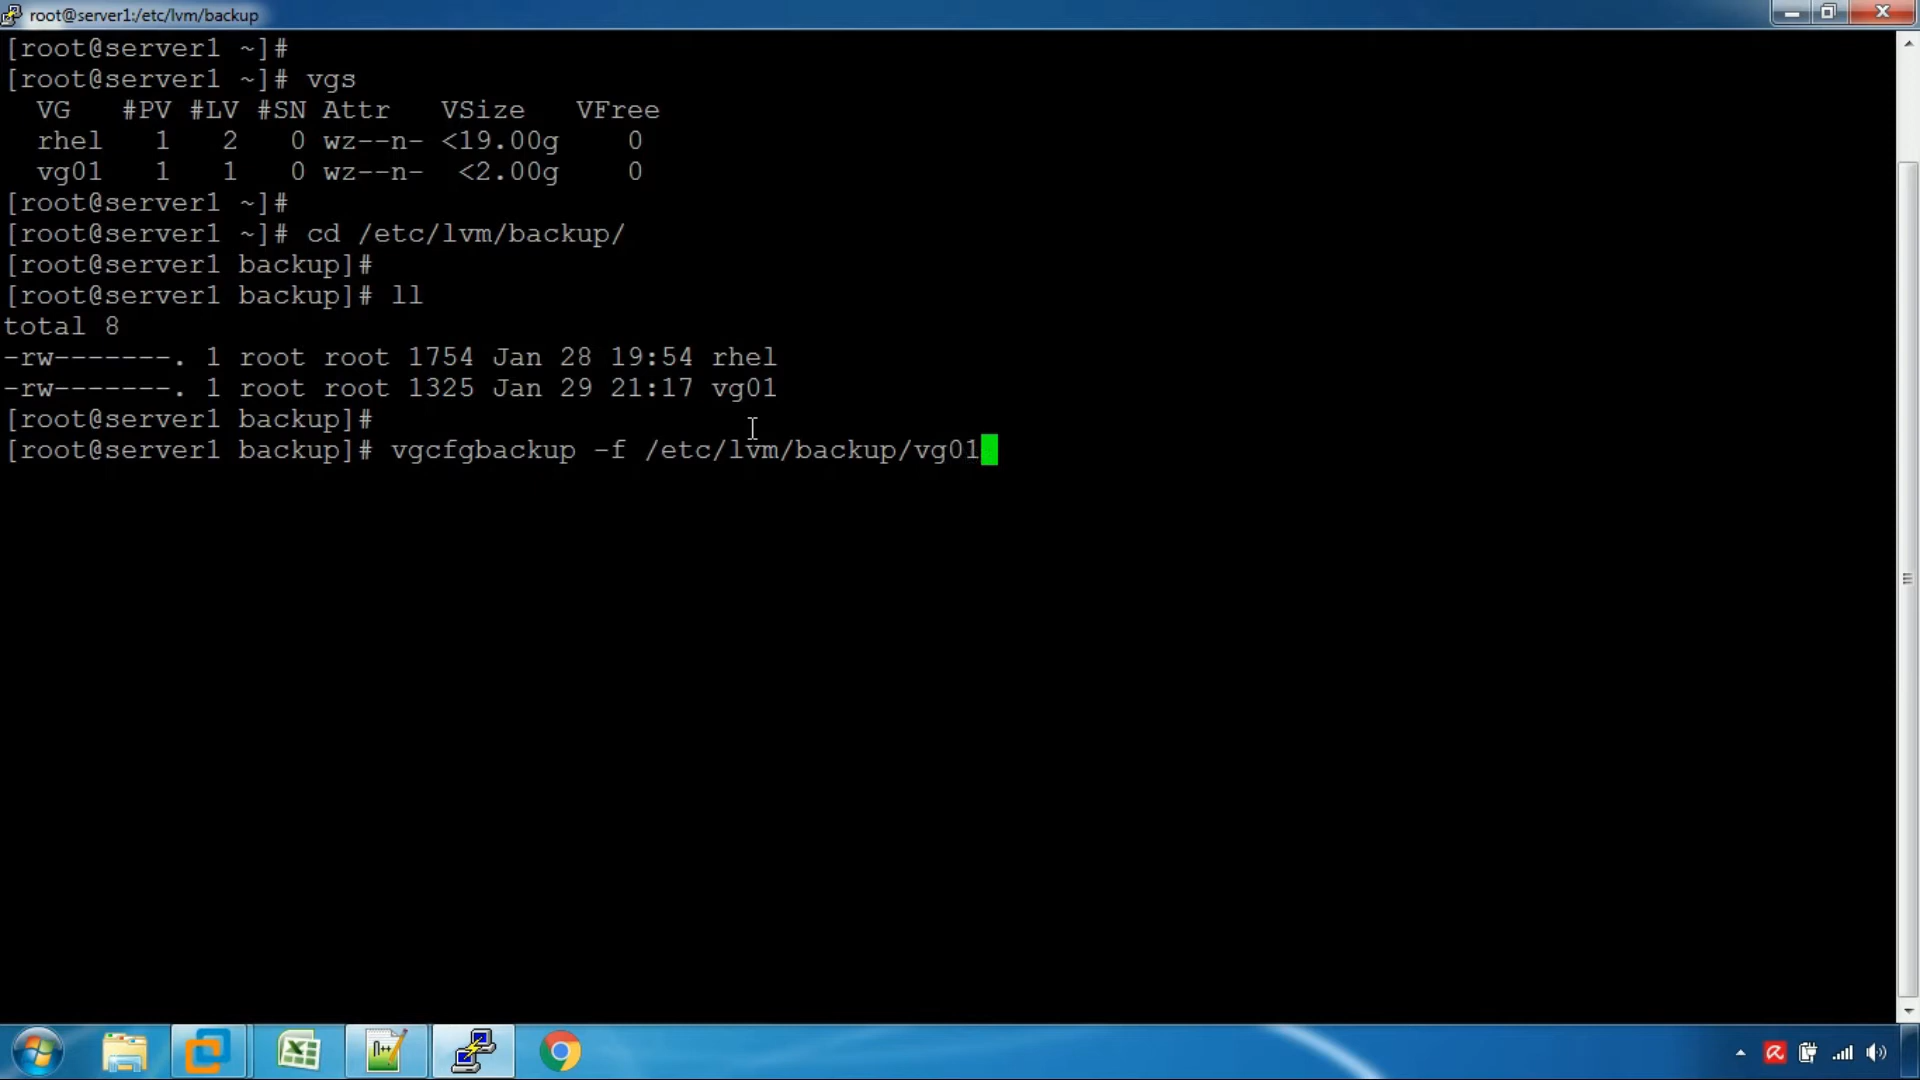 root@server1:/etc/lvm/backup
[root@server1 ~]#
[root@server1 ~]# vgs
  VG   #PV #LV #SN Attr   VSize   VFree
  rhel   1   2   0 wz--n- <19.00g    0
  vg01   1   1   0 wz--n-  <2.00g    0
[root@server1 ~]#
[root@server1 ~]# cd /etc/lvm/backup/
[root@server1 backup]#
[root@server1 backup]# ll
total 8
-rw-------. 1 root root 1754 Jan 28 19:54 rhel
-rw-------. 1 root root 1325 Jan 29 21:17 vg01
[root@server1 backup]#
[root@server1 backup]# vgcfgbackup -f /etc/lvm/backup/vg01